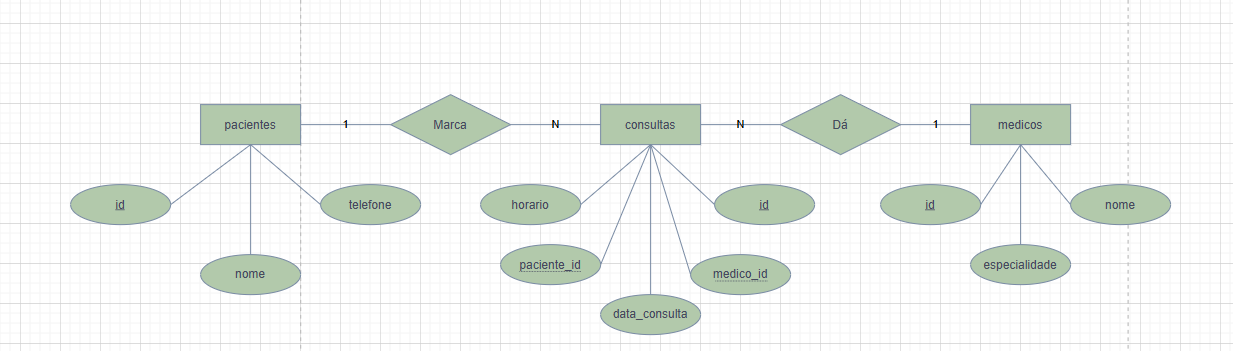 pacientes
1
Marca
N
consultas
N
Dá
1
medicos
id
telefone
horario
id
id
nome
nome
paciente_id
medico_id
especialidade
data_consulta